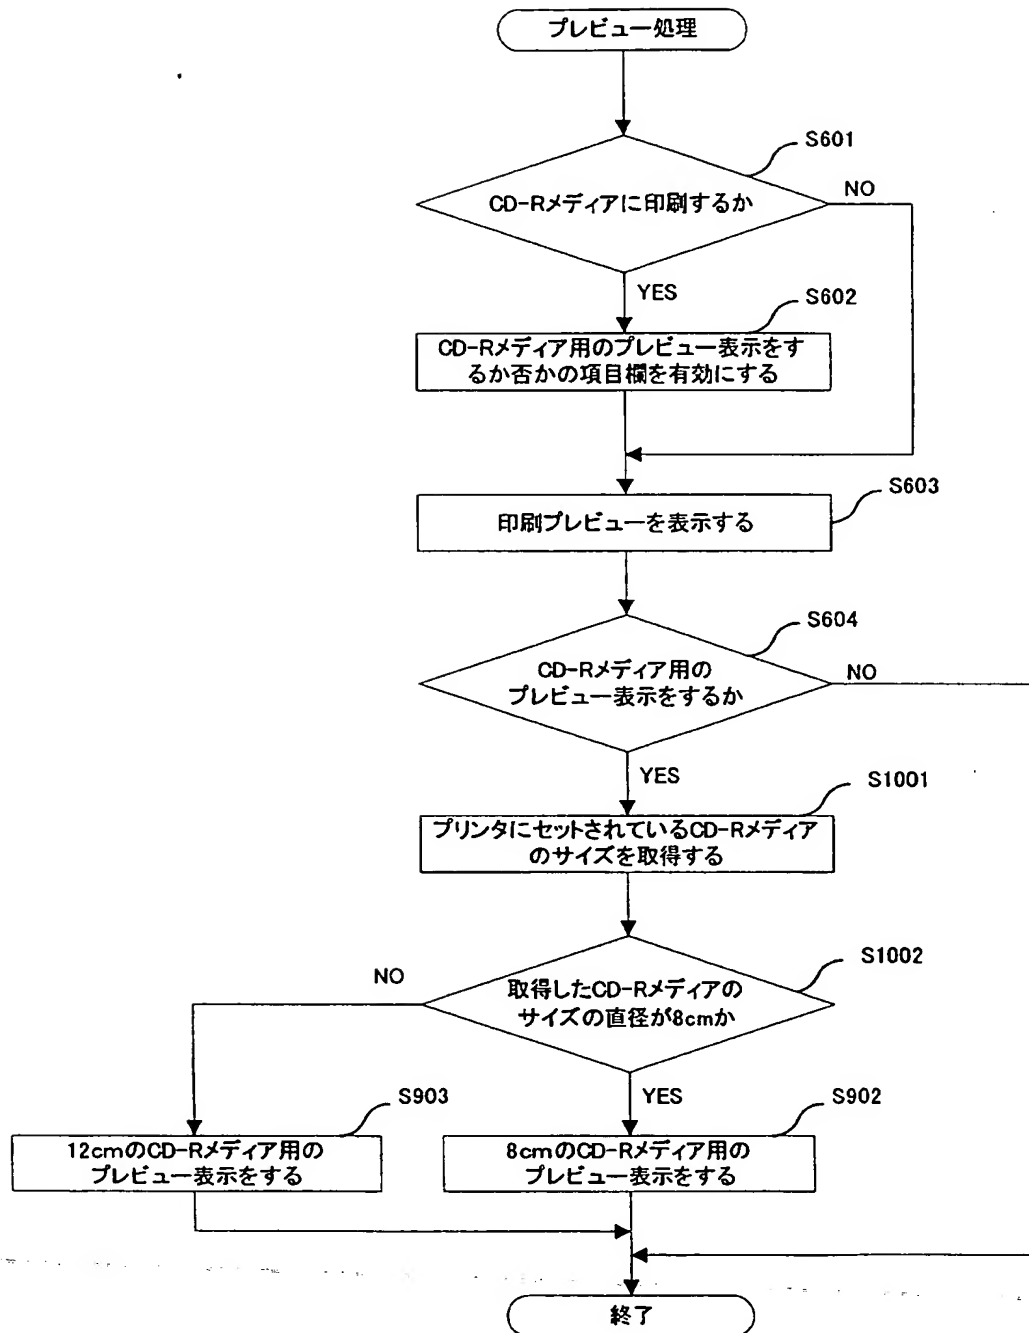 プレビュー処理
S601
CD-Rメディアに印刷するか
NO
YES
S602
CD-Rメディア用のプレビュー表示をす
るか否かの項目欄を有効にする
S603
印刷プレビューを表示する
S604
CD-Rメディア用の
プレビュー表示をするか
NO
YES
S1001
プリンタにセットされているCD-Rメディア
のサイズを取得する
S1002
取得したCD-Rメディアの
サイズの直径が8cmか
NO
YES
S903
12cmのCD-Rメディア用の
プレビュー表示をする
S902
8cmのCD-Rメディア用の
プレビュー表示をする
終了